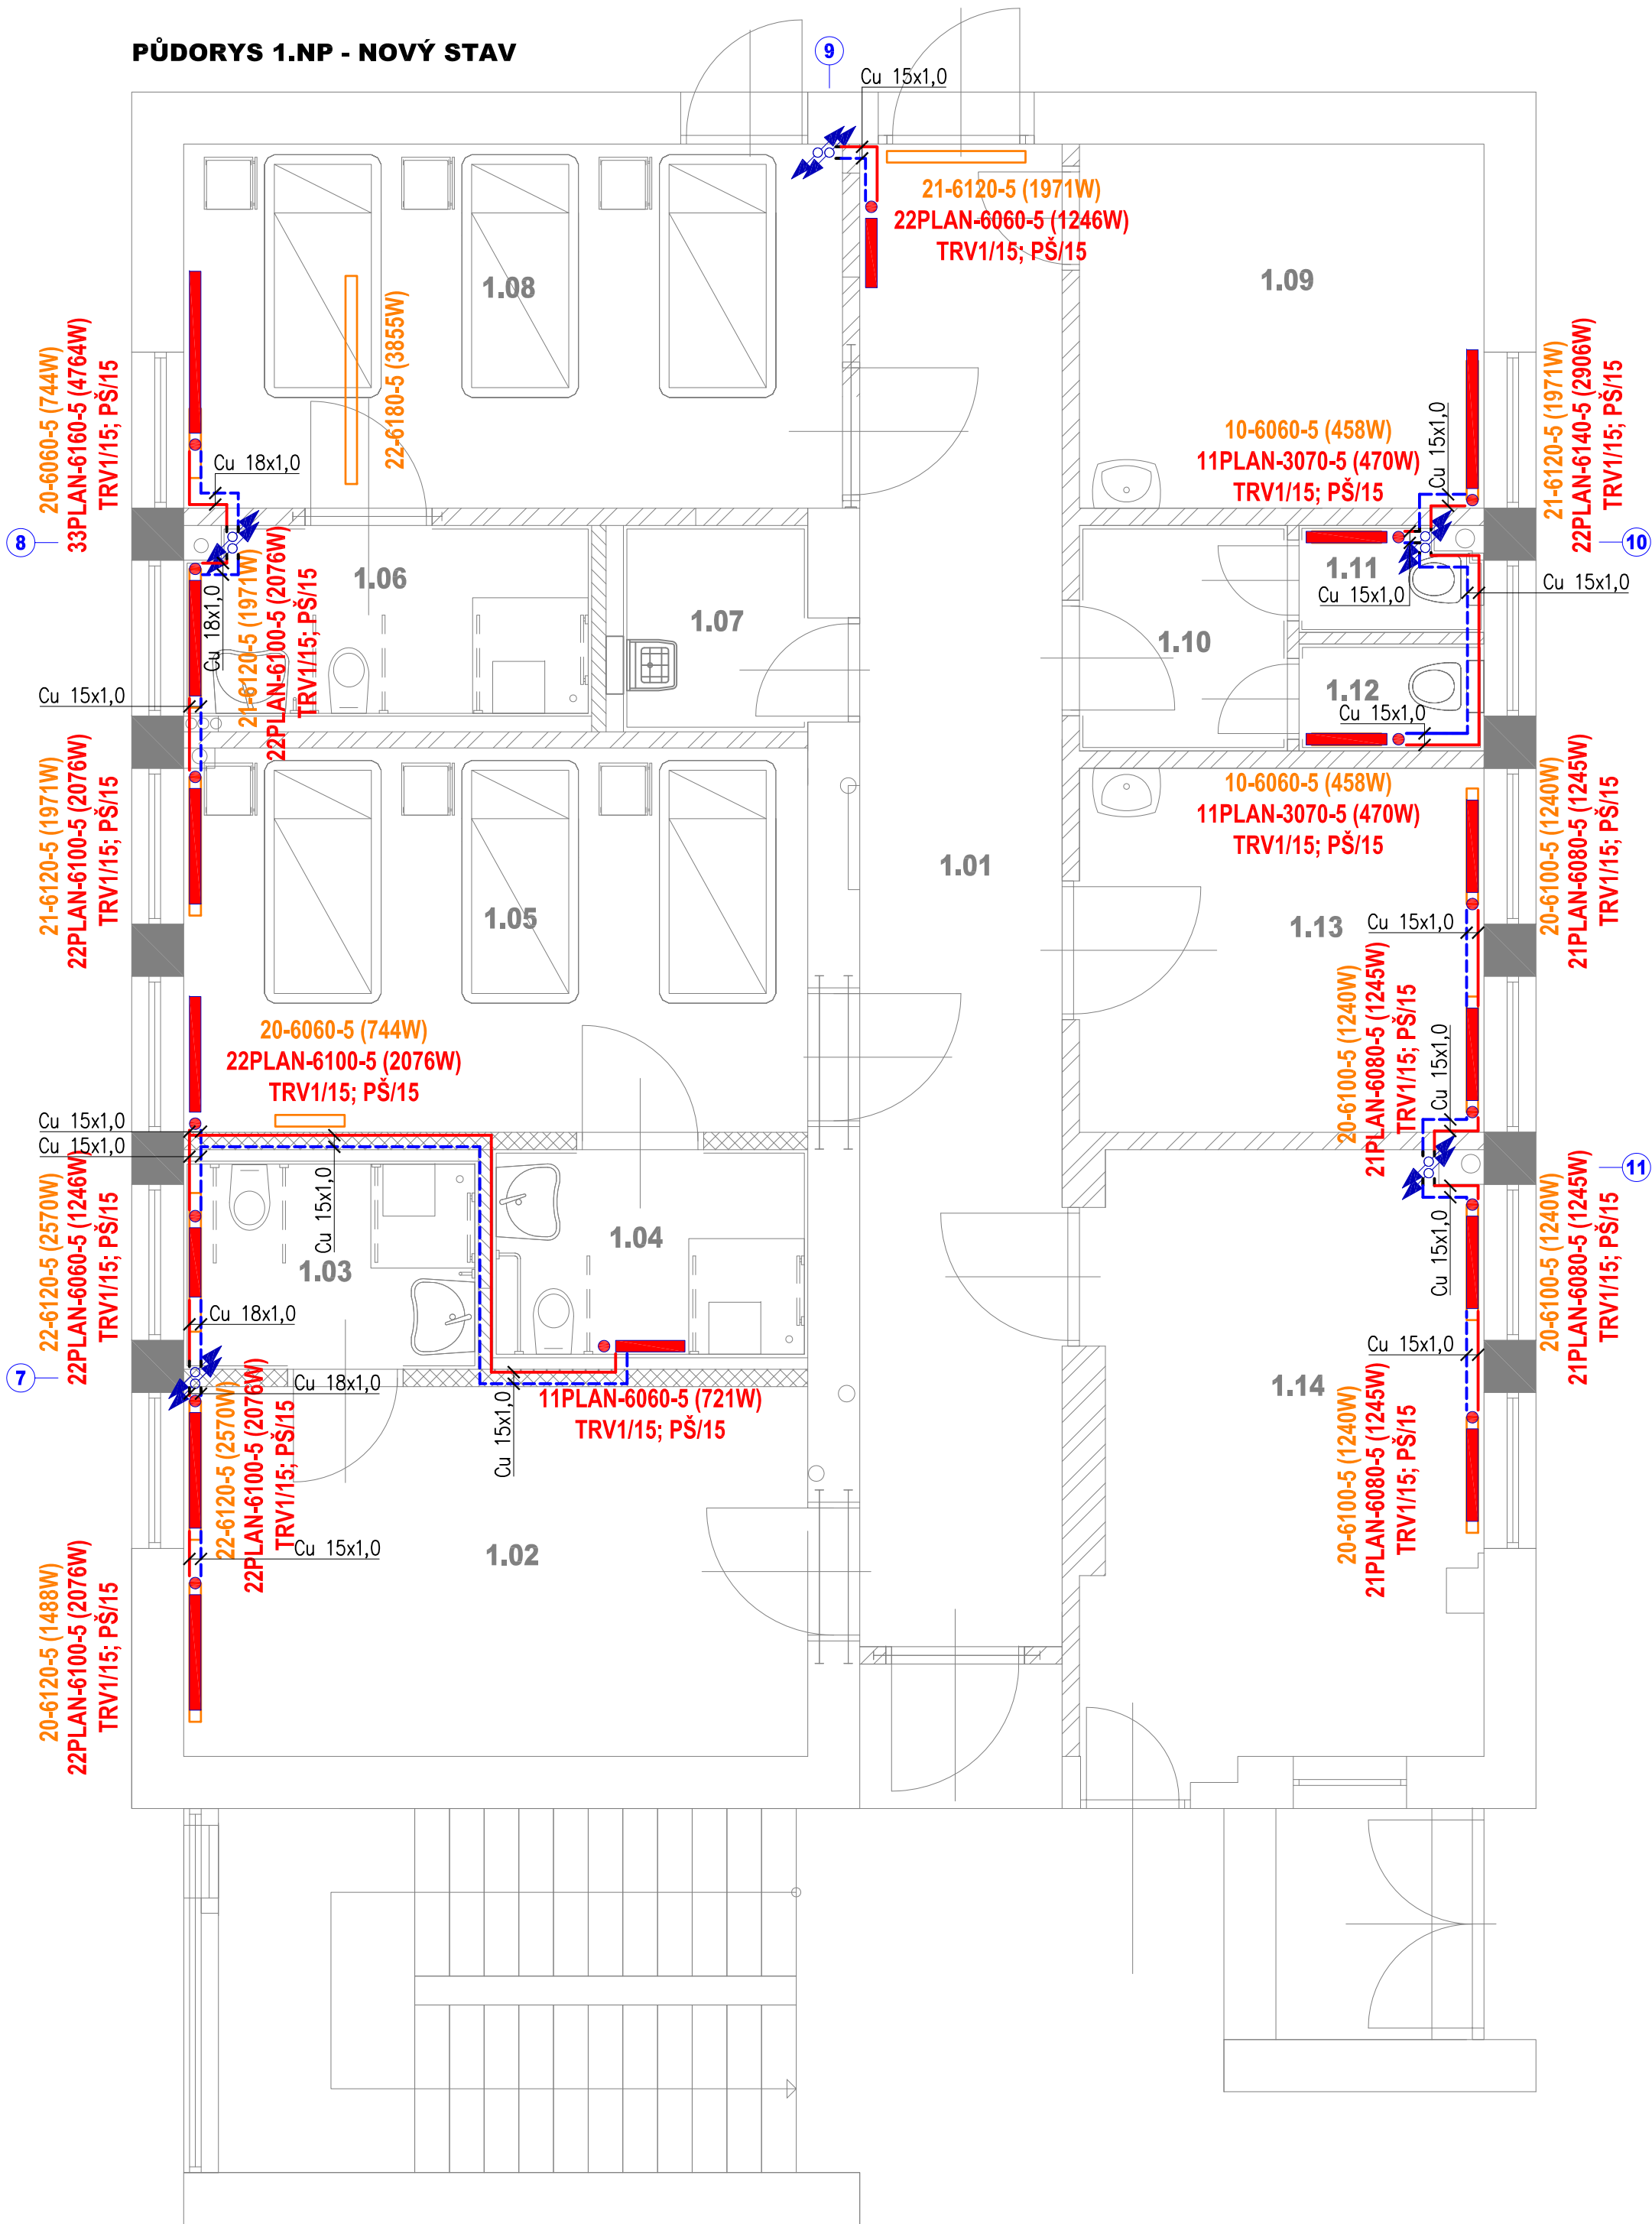 PŮDORYS 1.NP - NOVÝ STAV
9
Cu 15x1,0
21-6120-5 (1971W)
22PLAN-6060-5 (1246W)
TRV1/15; PŠ/15
1.08
1.09
22-6180-5 (3855W)
20-6060-5 (744W)
33PLAN-6160-5 (4764W)
TRV1/15; PŠ/15
Cu 18x1,0
8
10-6060-5 (458W)
11PLAN-3070-5 (470W)
TRV1/15; PŠ/15
Cu 15x1,0
21-6120-5 (1971W)
22PLAN-6140-5 (2906W)
TRV1/15; PŠ/15
10
Cu 18x1,0
21-6120-5 (1971W)
22PLAN-6100-5 (2076W)
TRV1/15; PŠ/15
1.06
1.07
1.10
1.11
Cu 15x1,0
Cu 15x1,0
1.12
Cu 15x1,0
Cu 15x1,0
21-6120-5 (1971W)
22PLAN-6100-5 (2076W)
TRV1/15; PŠ/15
10-6060-5 (458W)
11PLAN-3070-5 (470W)
TRV1/15; PŠ/15
20-6100-5 (1240W)
21PLAN-6080-5 (1245W)
TRV1/15; PŠ/15
1.01
1.05
1.13
Cu 15x1,0
20-6060-5 (744W)
22PLAN-6100-5 (2076W)
TRV1/15; PŠ/15
20-6100-5 (1240W)
21PLAN-6080-5 (1245W)
TRV1/15; PŠ/15
Cu 15x1,0
Cu 15x1,0
Cu 15x1,0
Cu 15x1,0
22-6120-5 (2570W)
22PLAN-6060-5 (1246W)
TRV1/15; PŠ/15
1.03
1.04
11
Cu 15x1,0
20-6100-5 (1240W)
21PLAN-6080-5 (1245W)
TRV1/15; PŠ/15
Cu 18x1,0
7
Cu 18x1,0
Cu 15x1,0
11PLAN-6060-5 (721W)
TRV1/15; PŠ/15
Cu 15x1,0
1.14
22-6120-5 (2570W)
22PLAN-6100-5 (2076W)
TRV1/15; PŠ/15
20-6100-5 (1240W)
21PLAN-6080-5 (1245W)
TRV1/15; PŠ/15
Cu 15x1,0
1.02
20-6120-5 (1488W)
22PLAN-6100-5 (2076W)
TRV1/15; PŠ/15